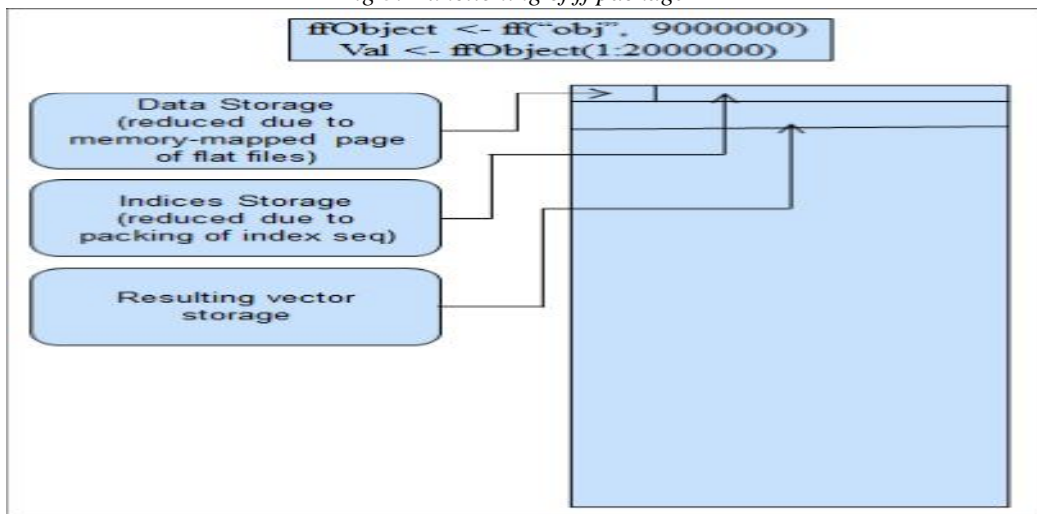 ffObject <- ff("obj", 9000000)
Val <- ffObject(1:2000000)
Data Storage
(reduced due to
memory-mapped page
of flat files)
Indices Storage
(reduced due to
packing of index seq)
Resulting vector
storage